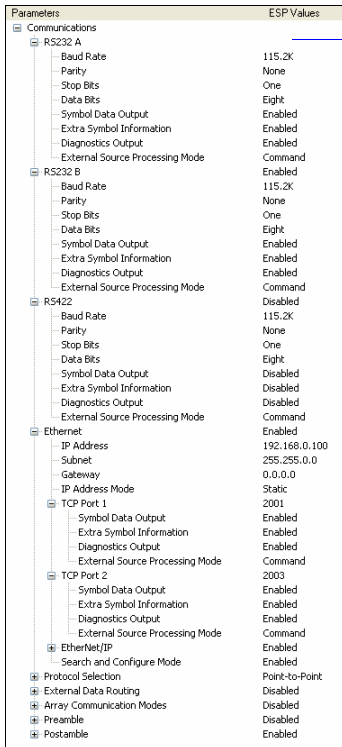 Parameters ESP Values
Communications
RS232 A
Baud Rate 115.2K
Parity None
Stop Bits One
Data Bits Eight
Symbol Data Output Enabled
Extra Symbol Information Enabled
Diagnostics Output Enabled
External Source Processing Mode Command
RS232 B Enabled
Baud Rate 115.2K
Parity None
Stop Bits One
Data Bits Eight
Symbol Data Output Enabled
Extra Symbol Information Enabled
Diagnostics Output Enabled
External Source Processing Mode Command
RS422 Disabled
Baud Rate 115.2K
Parity None
Stop Bits One
Data Bits Eight
Symbol Data Output Disabled
Extra Symbol Information Disabled
Diagnostics Output Disabled
External Source Processing Mode Command
Ethernet Enabled
IP Address 192.168.0.100
Subnet 255.255.0.0
Gateway 0.0.0.0
IP Address Mode Static
TCP Port 1 2001
Symbol Data Output Enabled
Extra Symbol Information Enabled
Diagnostics Output Enabled
External Source Processing Mode Command
TCP Port 2 2003
Symbol Data Output Enabled
Extra Symbol Information Enabled
Diagnostics Output Enabled
External Source Processing Mode Command
EtherNet/IP Enabled
Search and Configure Mode Enabled
Protocol Selection Point-to-Point
External Data Routing Disabled
Array Communication Modes Disabled
Preamble Disabled
Postamble Enabled